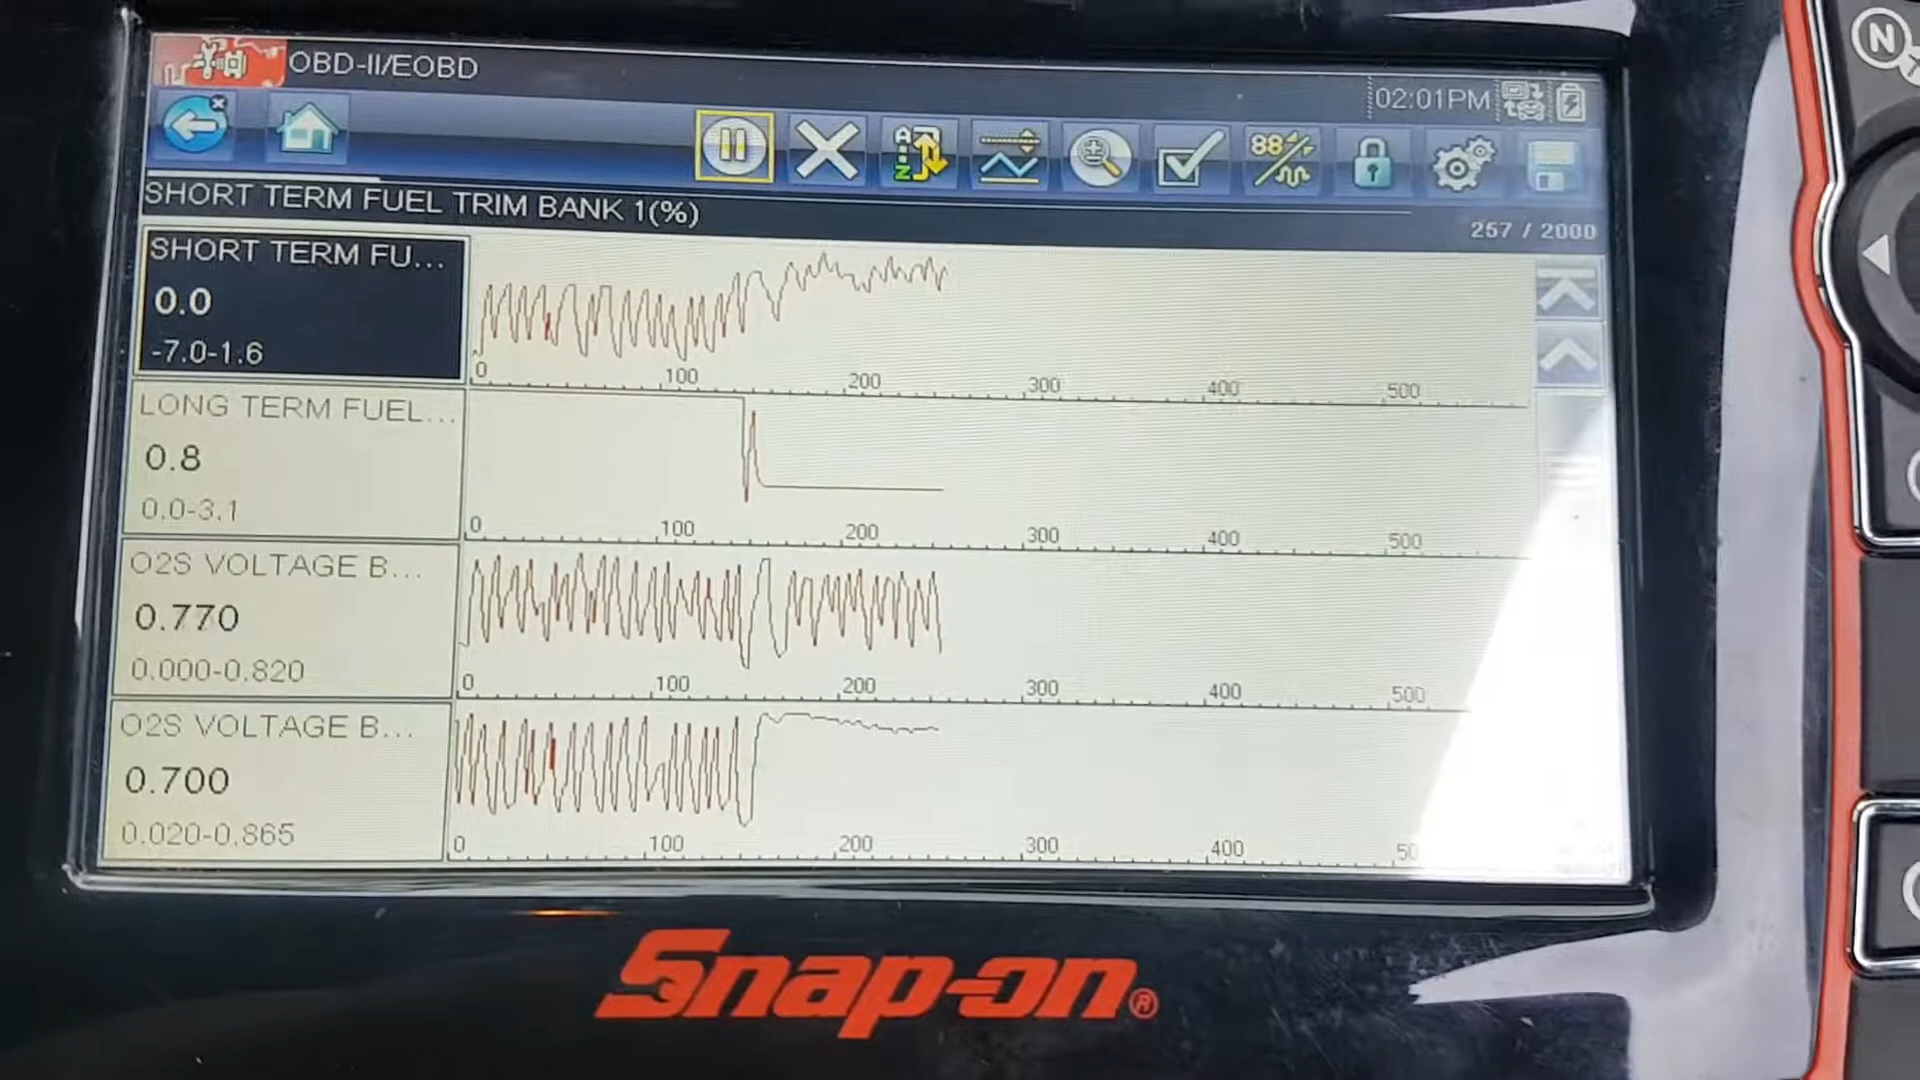 OBD-II/EOBD
02:01PM
SHORT TERM FUEL TRIM BANK 1(%)
257 / 2000
SHORT TERM FU...
0.0
-7.0-1.6
0 100 200 300 400 500
LONG TERM FUEL...
0.8
0.0-3.1
0 100 200 300 400 500
O2S VOLTAGE B...
0.770
0.000-0.820
0 100 200 300 400 500
O2S VOLTAGE B...
0.700
0.020-0.865
0 100 200 300 400 50
Snap-on®
N
A
Z
88